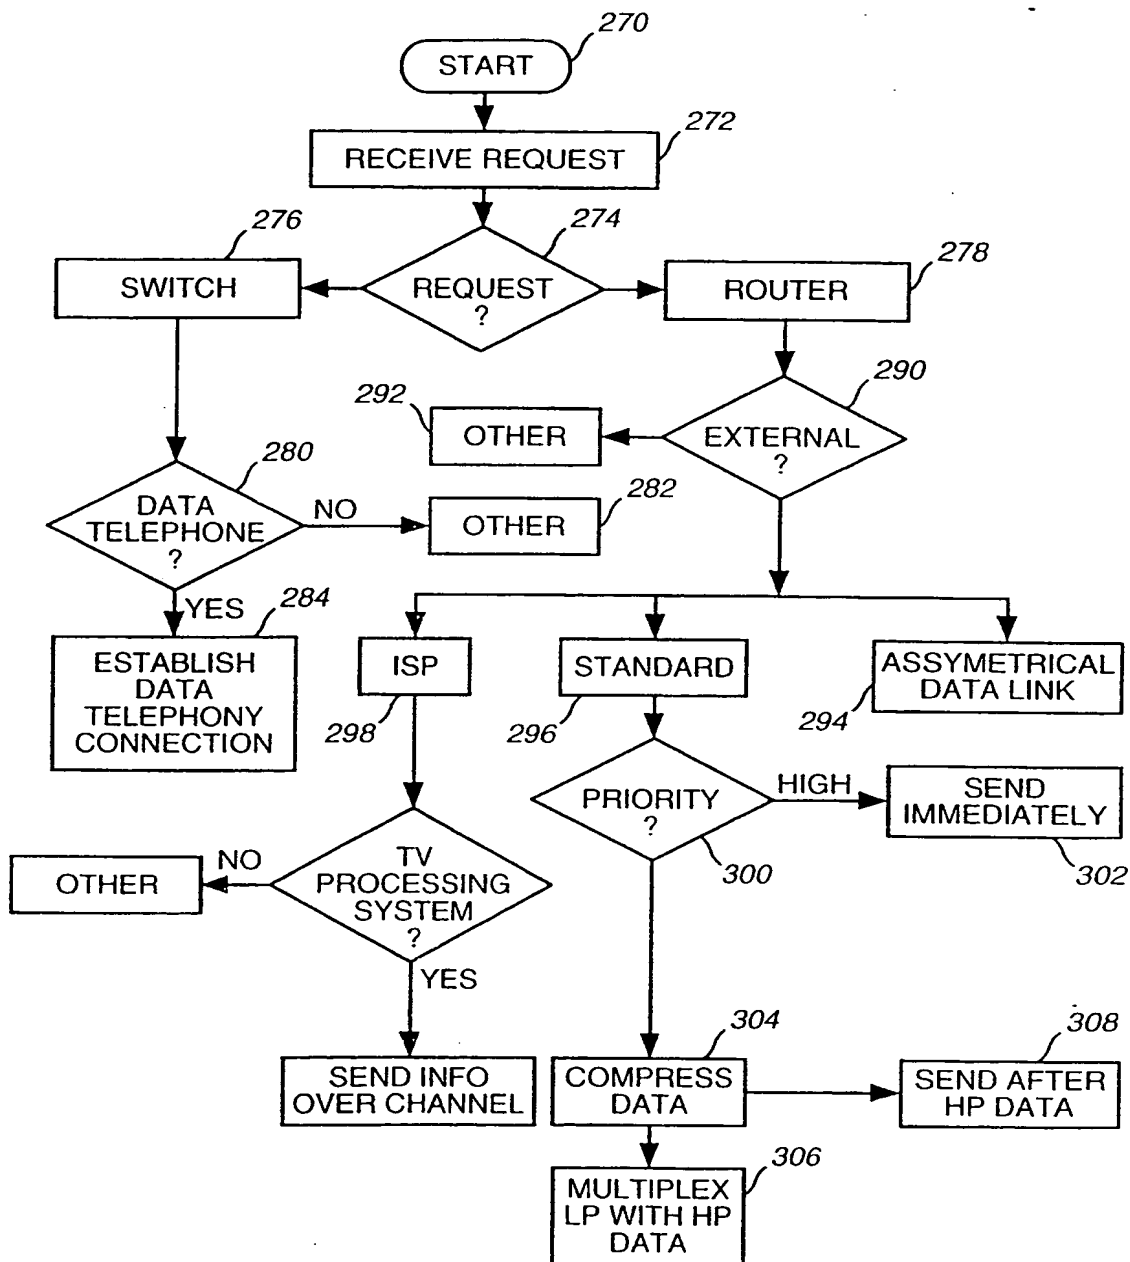 270
START
272
RECEIVE REQUEST
276
274
278
SWITCH
REQUEST
?
ROUTER
290
292
OTHER
EXTERNAL
?
280
282
DATA
TELEPHONE
?
NO
OTHER
YES
284
ESTABLISH
DATA
TELEPHONY
CONNECTION
ISP
298
STANDARD
296
ASSYMETRICAL
DATA LINK
294
PRIORITY
?
300
HIGH
SEND
IMMEDIATELY
302
TV
PROCESSING
SYSTEM
?
NO
OTHER
YES
SEND INFO
OVER CHANNEL
304
COMPRESS
DATA
308
SEND AFTER
HP DATA
306
MULTIPLEX
LP WITH HP
DATA